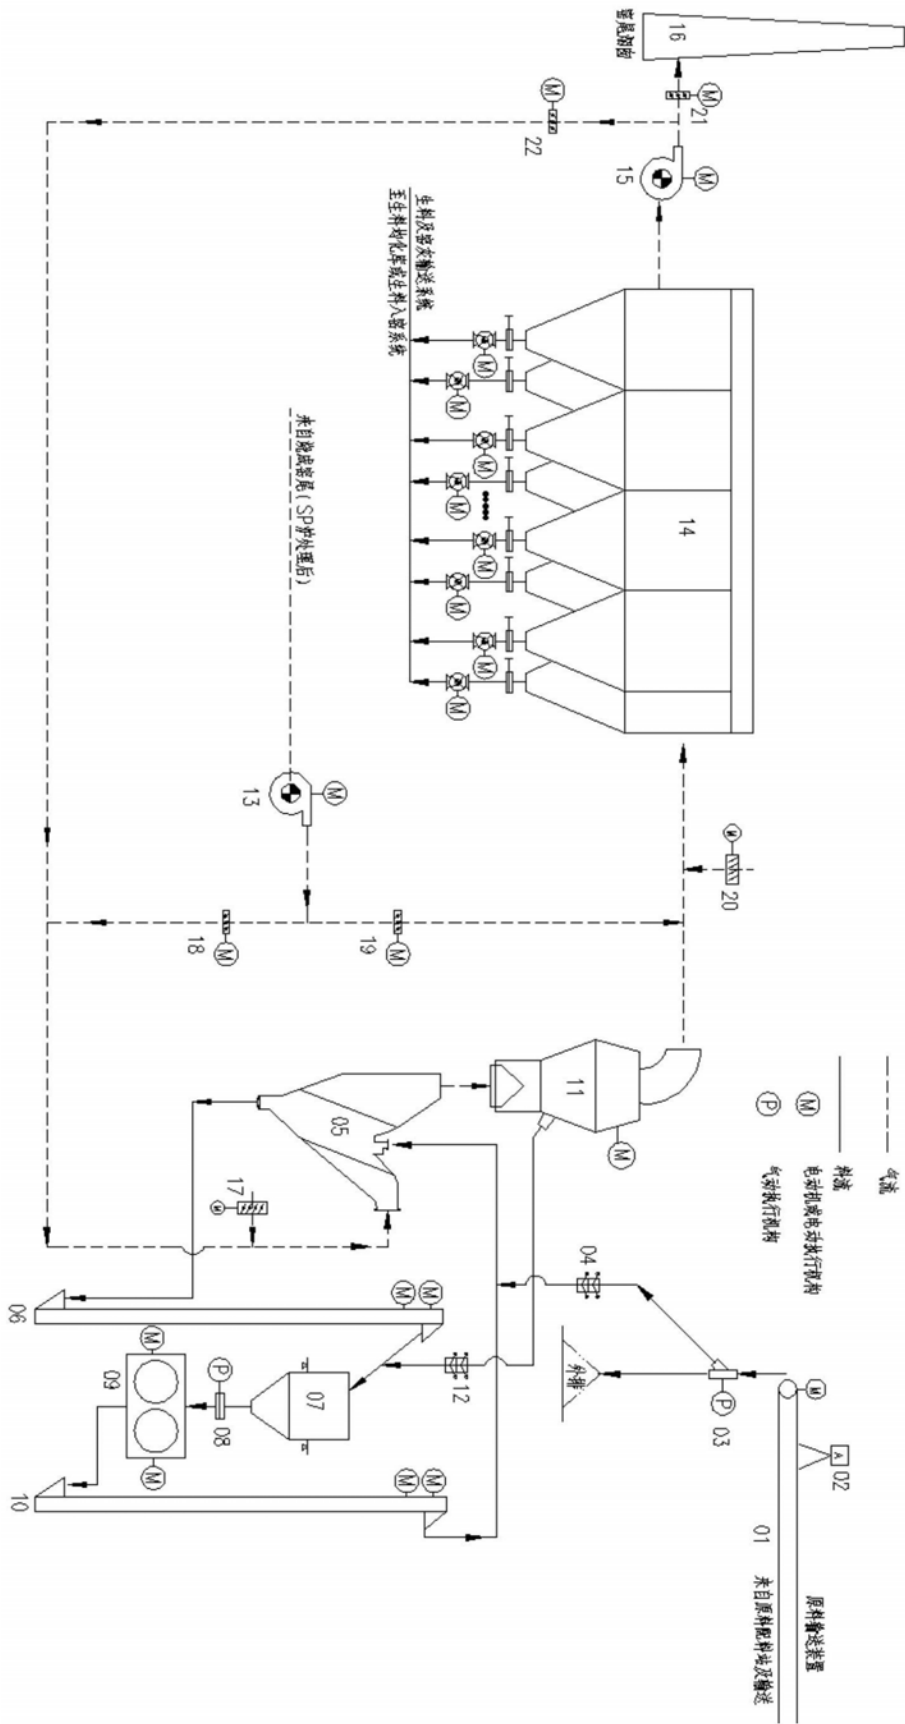 气流
料流
电动机或电动执行机构
M
气动执行机构
P
A
02
M
原料输送装置
01 来自原料配料站及输送
P
03
外排
04
16
窑尾烟囱
M
21
M
15
M
22
14
M
20
M
19
M
18
生料及窑灰输送系统
至生料均化库或生料入窑系统
M
M
M
M
M
M
M
M
来自烧成窑尾(SP炉处理后)
M
13
11
M
12
05
M
17
M
M
06
07
P
08
M
M
09
M
M
10